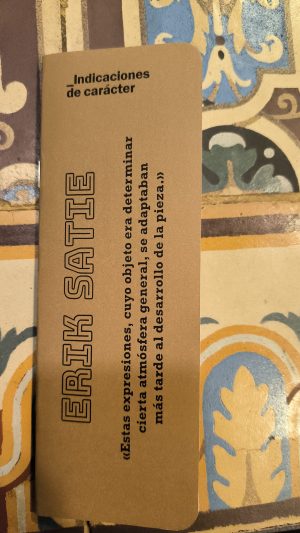 _Indicaciones
de carácter
ERIK SATIE
«Estas expresiones, cuyo objeto era determinar
cierta atmósfera general, se adaptaban
más tarde al desarrollo de la pieza.»